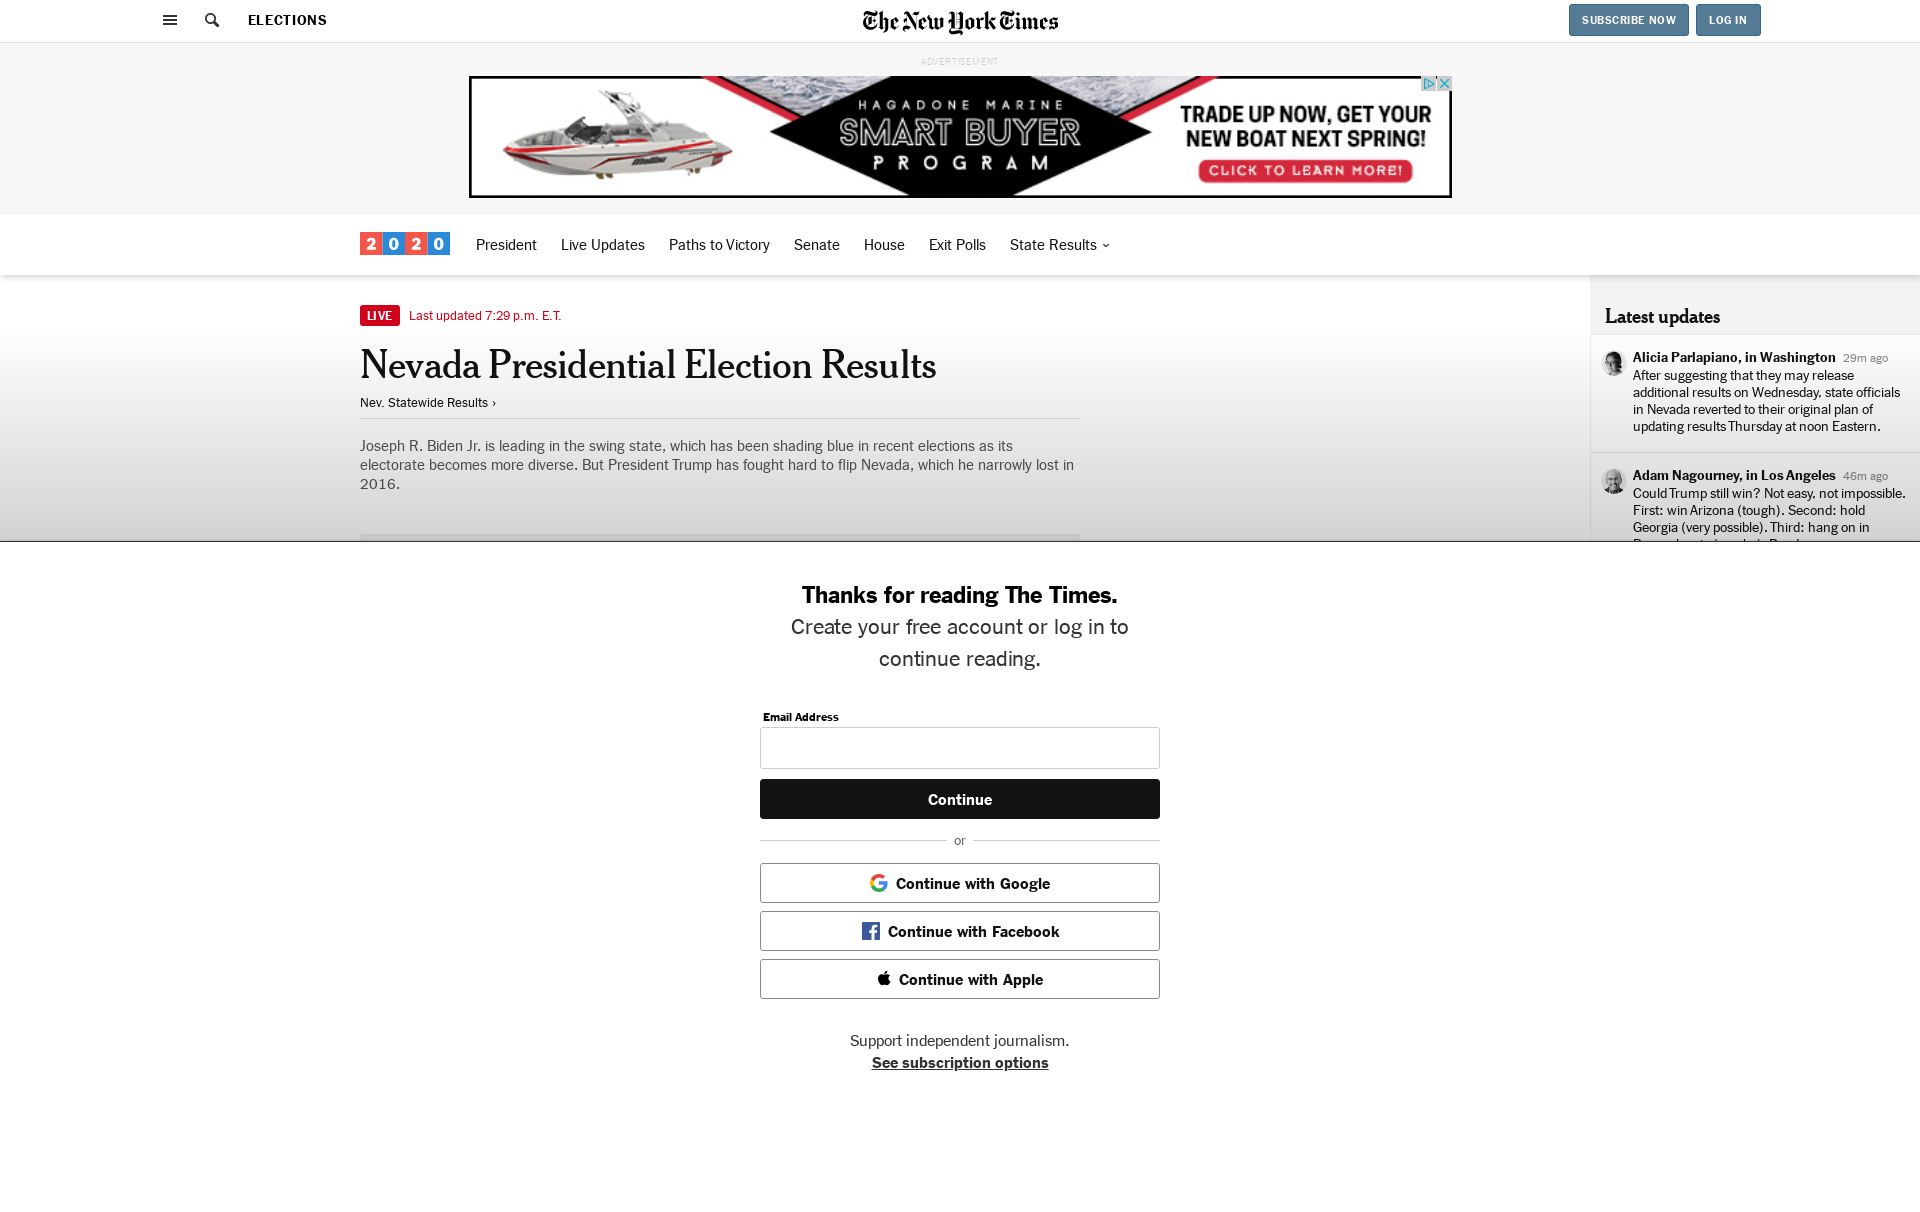 ELECTIONS
The New York Times
SUBSCRIBE NOW
LOG IN
ADVERTISEMENT
Malibu
HAGADONE MARINE
SMART BUYER
PROGRAM
TRADE UP NOW, GET YOUR
NEW BOAT NEXT SPRING!
CLICK TO LEARN MORE!
2020
President
Live Updates
Paths to Victory
Senate
House
Exit Polls
State Results
LIVE
Last updated 7:29 p.m. E.T.
Nevada Presidential Election Results
Nev. Statewide Results ›
Joseph R. Biden Jr. is leading in the swing state, which has been shading blue in recent elections as its
electorate becomes more diverse. But President Trump has fought hard to flip Nevada, which he narrowly lost in
2016.
Latest updates
Alicia Parlapiano, in Washington 29m ago
After suggesting that they may release
additional results on Wednesday, state officials
in Nevada reverted to their original plan of
updating results Thursday at noon Eastern.
Adam Nagourney, in Los Angeles 46m ago
Could Trump still win? Not easy, not impossible.
First: win Arizona (tough). Second: hold
Georgia (very possible). Third: hang on in
Thanks for reading The Times.
Create your free account or log in to
continue reading.
Email Address
Continue
or
Continue with Google
Continue with Facebook
Continue with Apple
Support independent journalism.
See subscription options